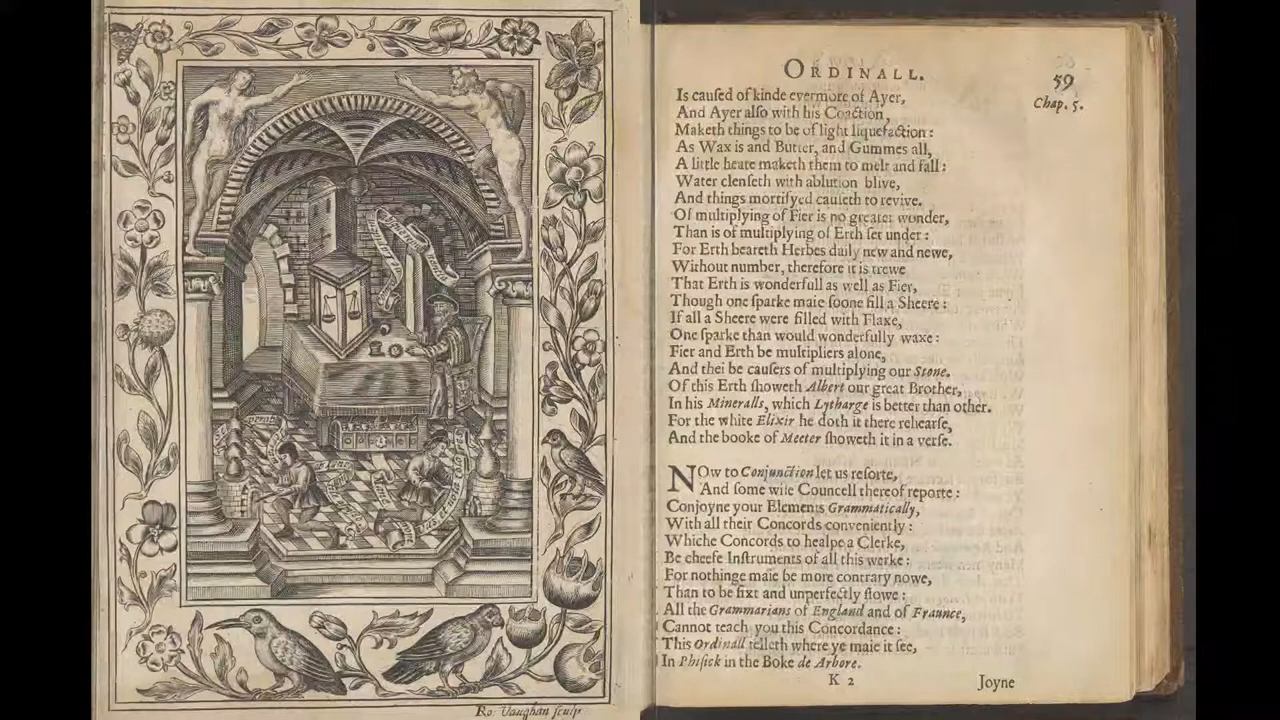 Ro: Vaughan sculp
ORDINALL.
59
Chap. 5.
Is cauſed of kinde evermore of Ayer,
And Ayer alſo with his Coaction,
Maketh things to be of light liquefaction:
As Wax is and Butter, and Gummes all,
A little heate maketh them to melt and fall:
Water clenſeth with ablution blive,
And things mortifyed cauſeth to revive.
Of multiplying of Fier is no greater wonder,
Than is of multiplying of Erth ſet under:
For Erth beareth Herbes daily new and newe,
Without number, therefore it is trewe
That Erth is wonderfull as well as Fier,
Though one ſparke maie ſoone fill a Sheere:
If all a Sheere were filled with Flaxe,
One ſparke than would wonderfully waxe:
Fier and Erth be multipliers alone,
And thei be cauſers of multiplying our Stone.
Of this Erth ſhoweth Albert our great Brother,
In his Mineralls, which Lytharge is better than other.
For the white Elixir he doth it there rehearſe,
And the booke of Meeter ſhoweth it in a verſe.
NOw to Conjunction let us reſorte,
And ſome wiſe Councell thereof reporte:
Conjoyne your Elements Grammatically,
With all their Concords conveniently:
Whiche Concords to healpe a Clerke,
Be cheefe Inſtruments of all this werke:
For nothinge maie be more contrary nowe,
Than to be fixt and unperfectly flowe:
All the Grammarians of England and of Fraunce,
Cannot teach you this Concordance:
This Ordinall telleth where ye maie it ſee,
In Phiſick in the Boke de Arbore.
K 2
Joyne